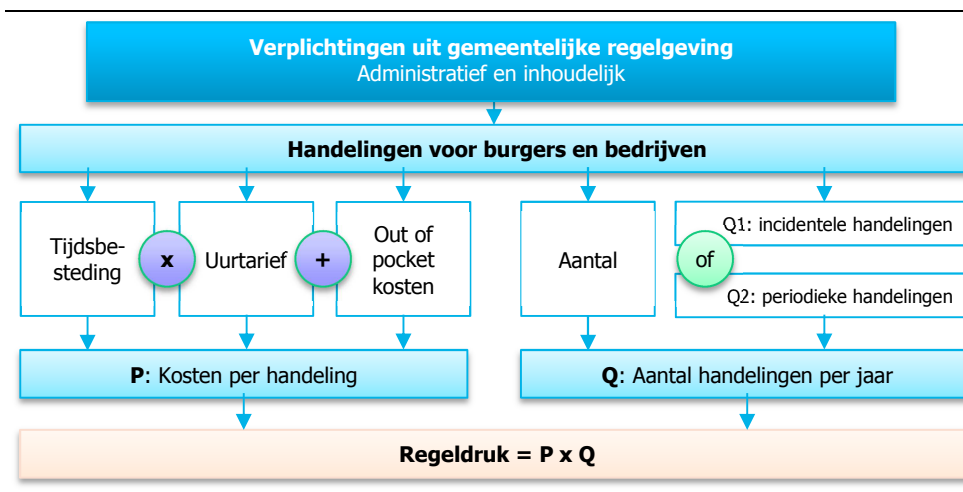 Verplichtingen uit gemeentelijke regelgeving
Administratief en inhoudelijk
Handelingen voor burgers en bedrijven
Tijdsbe-
steding
x
Uurtarief
+
Out of
pocket
kosten
Aantal
of
Q1: incidentele handelingen
Q2: periodieke handelingen
P: Kosten per handeling
Q: Aantal handelingen per jaar
Regeldruk = P x Q